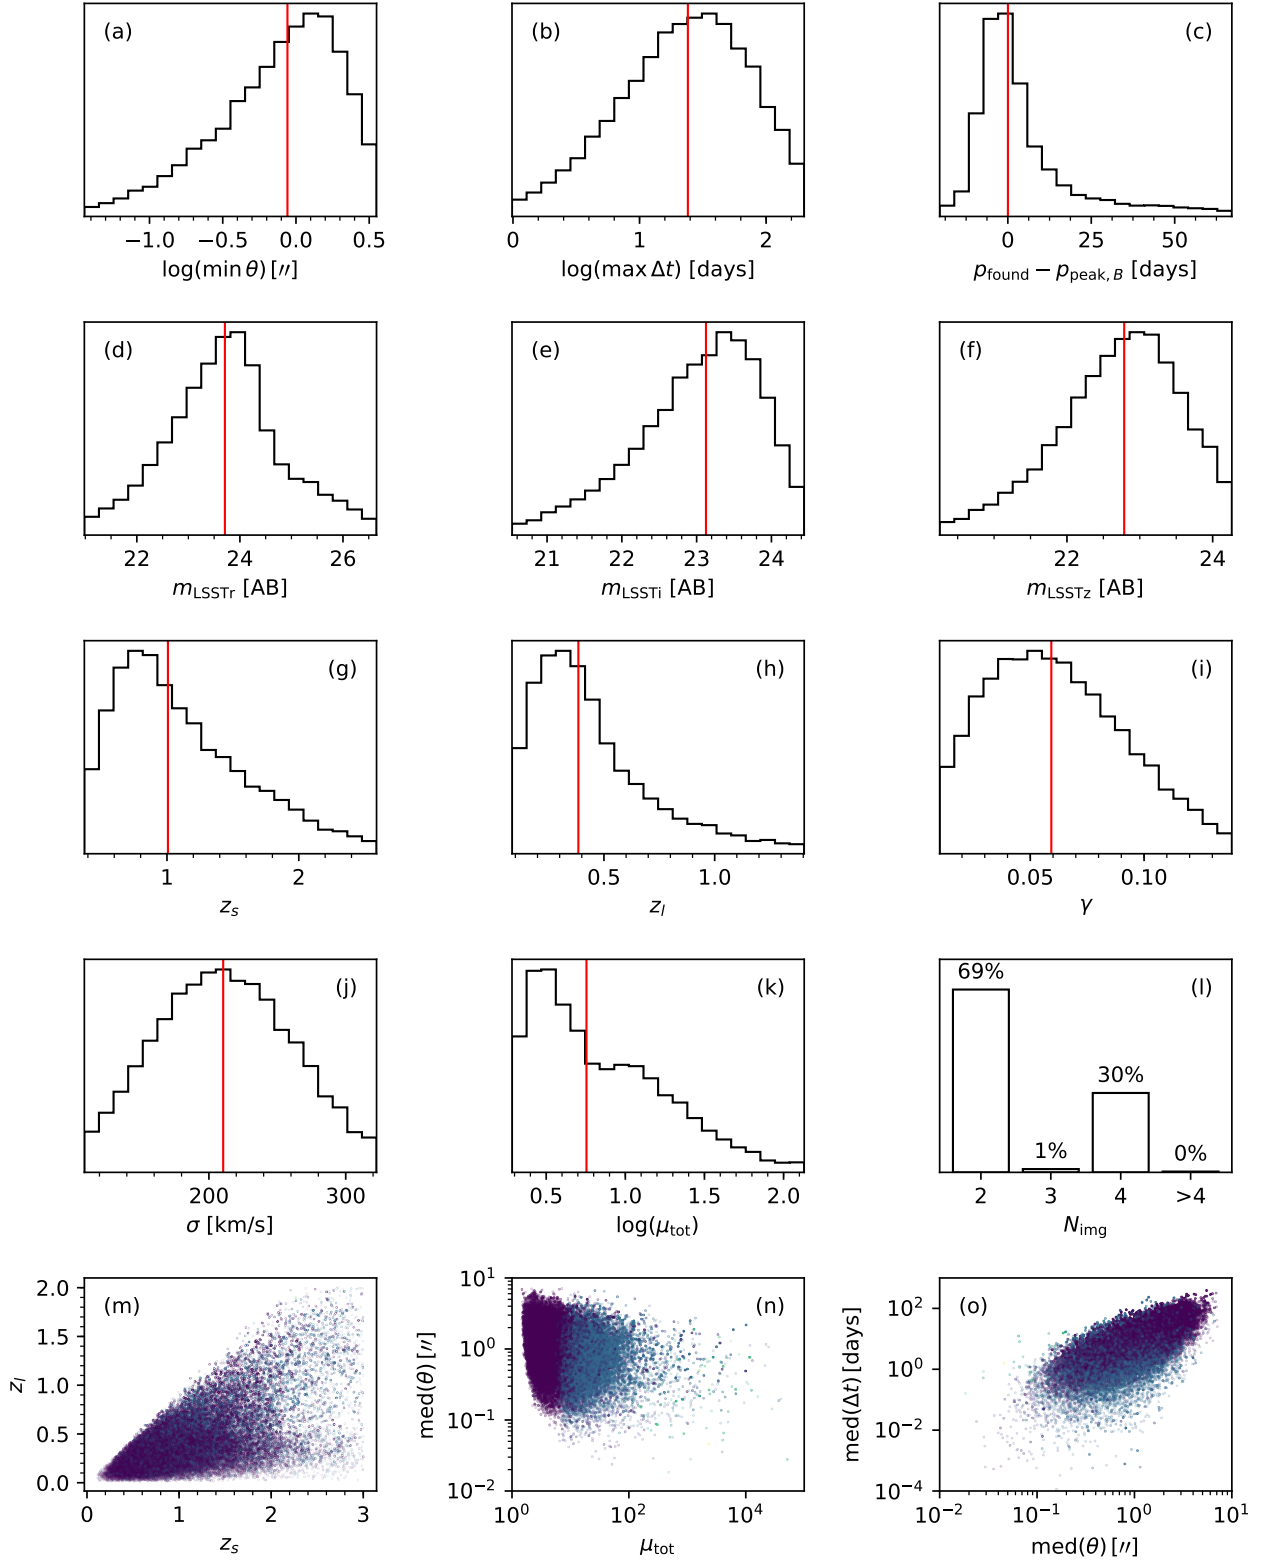 (a) (b) (c)
−1.0 −0.5 0.0 0.5 0 1 2 0 25 50
log(min θ) [″] log(max Δt) [days] p_found − p_peak, B [days]
(d) (e) (f)
22 24 26 21 22 23 24 22 24
m_LSSTr [AB] m_LSSTi [AB] m_LSSTz [AB]
(g) (h) (i)
1 2 0.5 1.0 0.05 0.10
z_s z_l γ
(j) (k) (l)
69%
30%
1% 0%
200 300 0.5 1.0 1.5 2.0 2 3 4 >4
σ [km/s] log(μ_tot) N_img
(m) (n) (o)
2.0
1.5
1.0
0.5
0.0
z_l
0 1 2 3
z_s
10^1
10^0
10^−1
10^−2
med(θ) [″]
10^0 10^2 10^4
μ_tot
10^2
10^0
10^−2
10^−4
med(Δt) [days]
10^−2 10^−1 10^0 10^1
med(θ) [″]